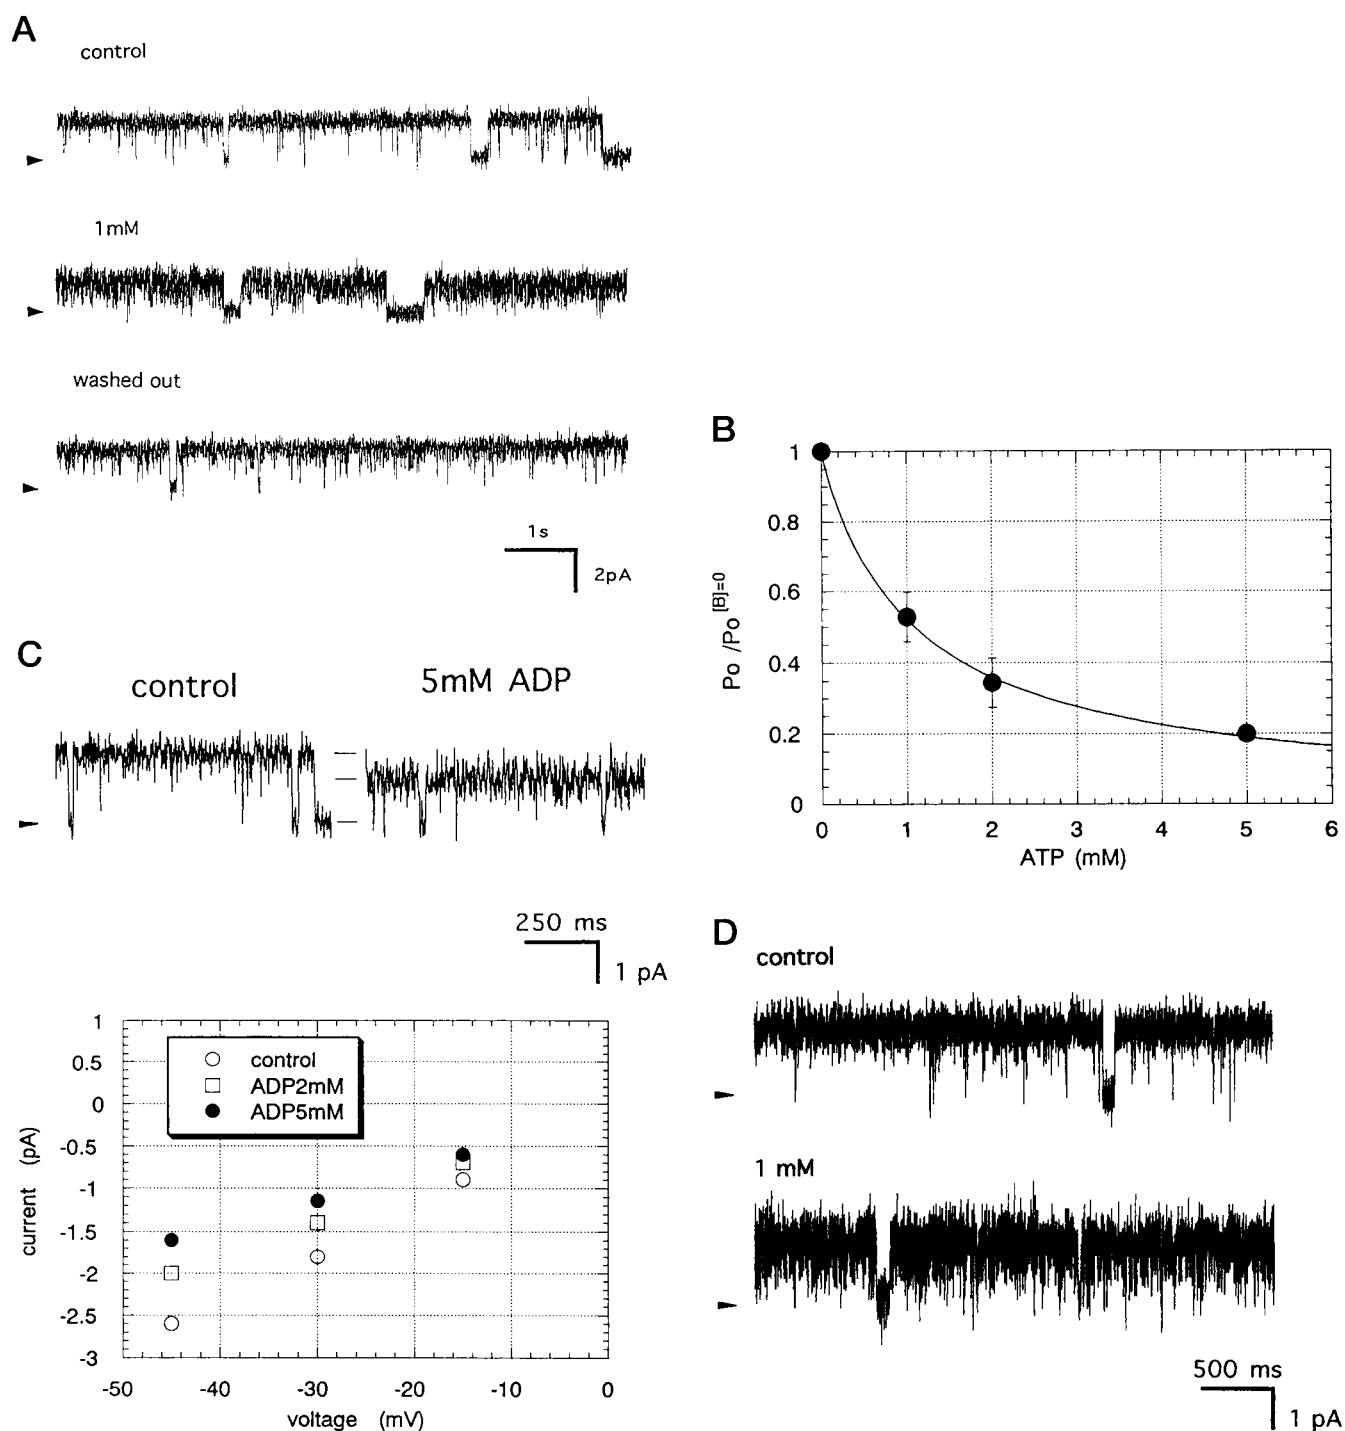 A
control
1mM
washed out
1s
2pA
B
Po /Po[B]=0
1
0.8
0.6
0.4
0.2
0
0 1 2 3 4 5 6
ATP (mM)
C
control
5mM ADP
250 ms
1 pA
current (pA)
1
0.5
0
-0.5
-1
-1.5
-2
-2.5
-3
control
ADP2mM
ADP5mM
-50 -40 -30 -20 -10 0
voltage (mV)
D
control
1 mM
500 ms
1 pA